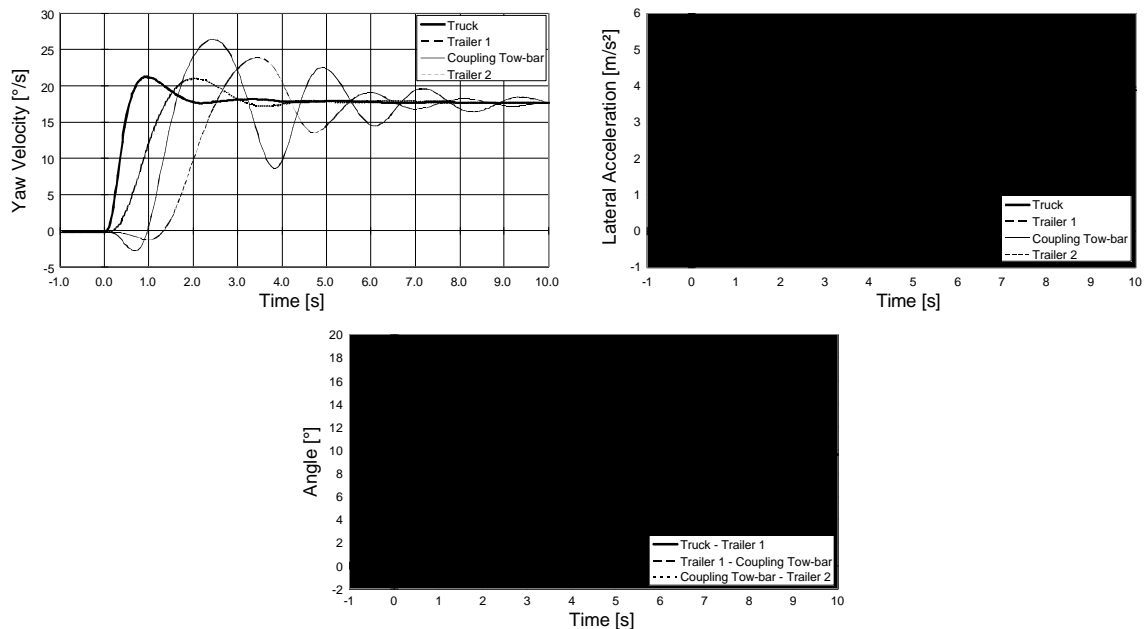 30
25
20
15
10
5
0
-5
Yaw Velocity [°/s]
Truck
Trailer 1
Coupling Tow-bar
Trailer 2
-1.0 0.0 1.0 2.0 3.0 4.0 5.0 6.0 7.0 8.0 9.0 10.0
Time [s]
6
5
4
3
2
1
0
-1
Lateral Acceleration [m/s²]
Truck
Trailer 1
Coupling Tow-bar
Trailer 2
-1 0 1 2 3 4 5 6 7 8 9 10
Time [s]
20
18
16
14
12
10
8
6
4
2
0
-2
Angle [°]
Truck - Trailer 1
Trailer 1 - Coupling Tow-bar
Coupling Tow-bar - Trailer 2
-1 0 1 2 3 4 5 6 7 8 9 10
Time [s]